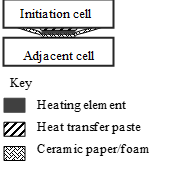 Initiation cell
Adjacent cell
Key
Heating element
Heat transfer paste
Ceramic paper/foam